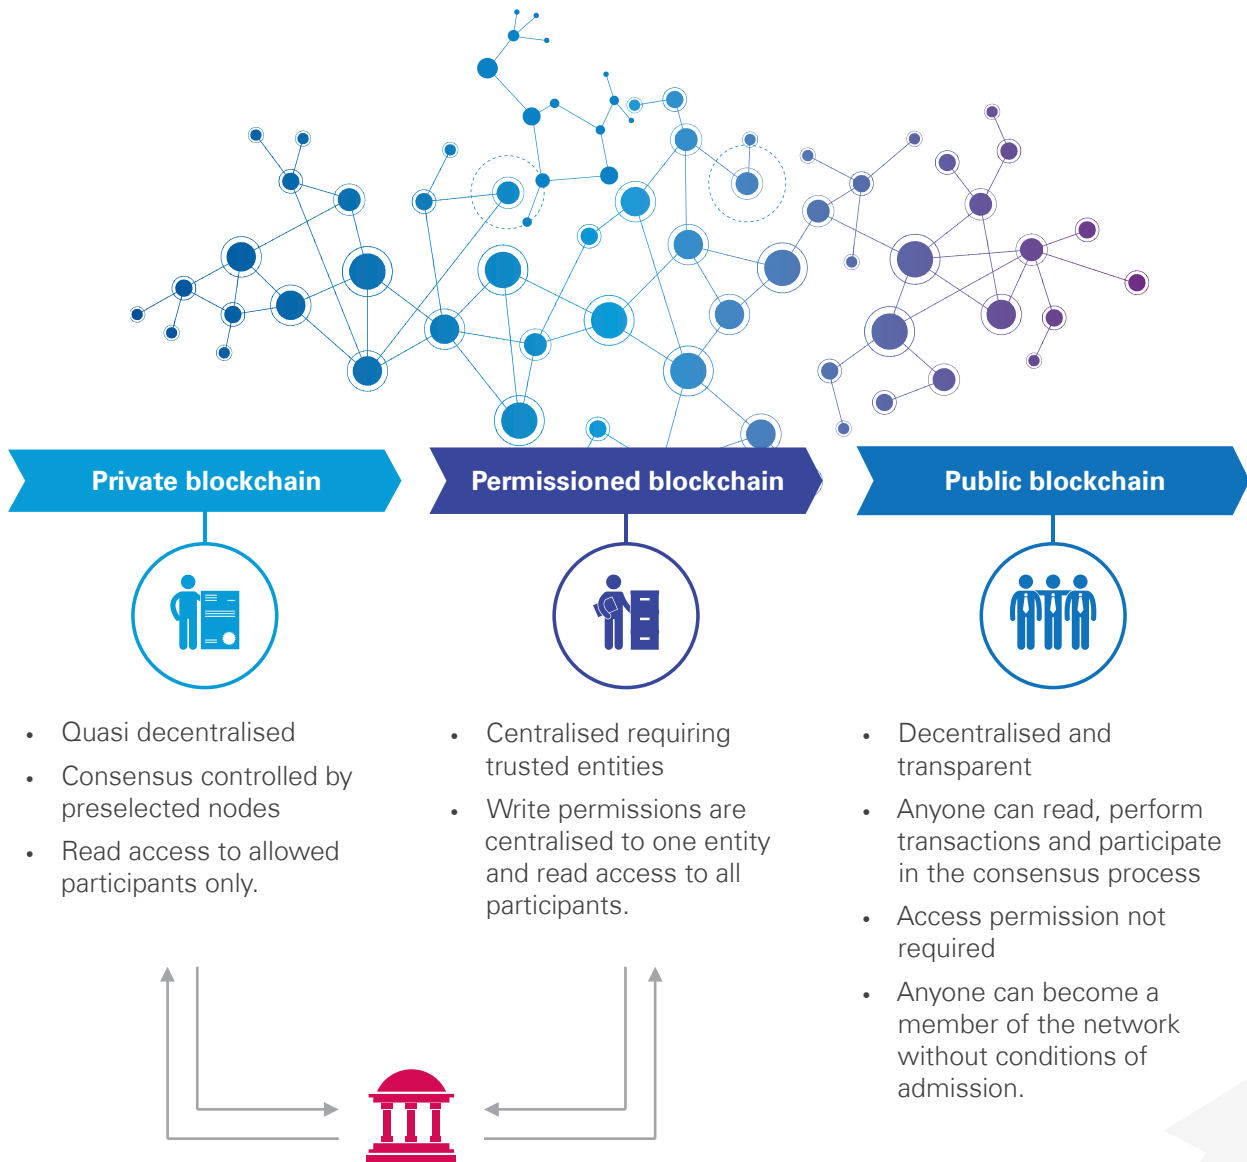 Private blockchain
• Quasi decentralised
• Consensus controlled by
preselected nodes
• Read access to allowed
participants only.
Permissioned blockchain
• Centralised requiring
trusted entities
• Write permissions are
centralised to one entity
and read access to all
participants.
Public blockchain
• Decentralised and
transparent
• Anyone can read, perform
transactions and participate
in the consensus process
• Access permission not
required
• Anyone can become a
member of the network
without conditions of
admission.